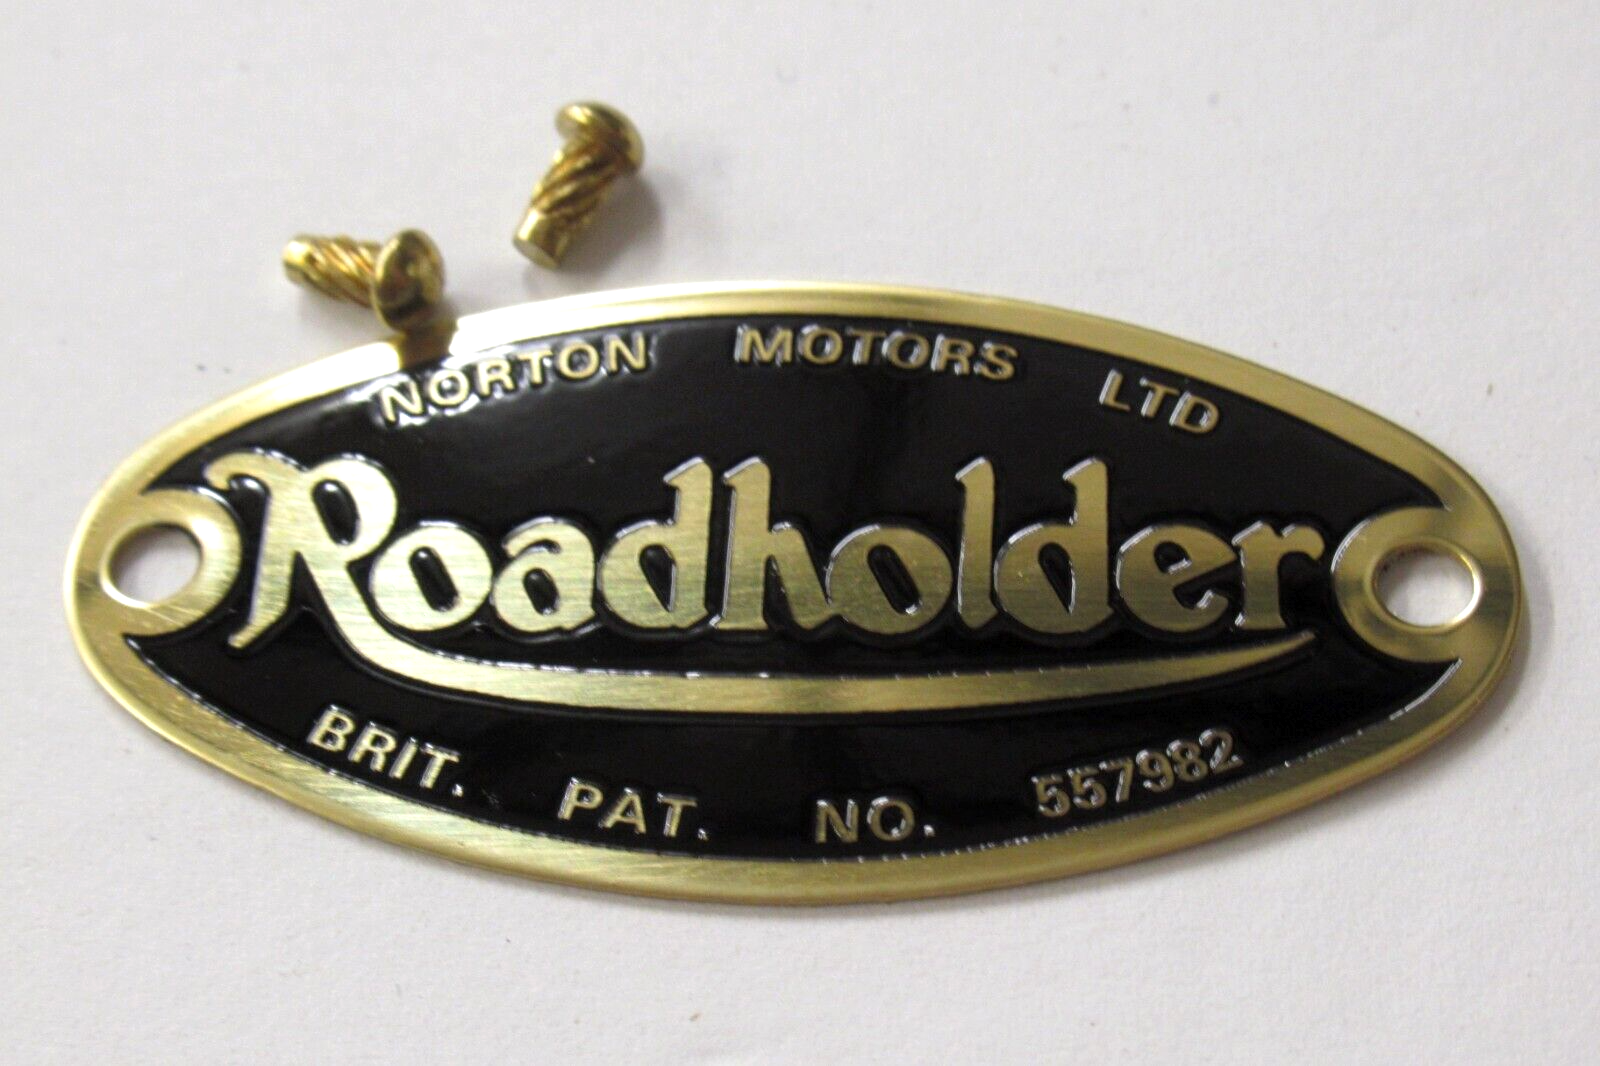 NORTON MOTORS LTD
Roadholder
BRIT. PAT. NO. 557982